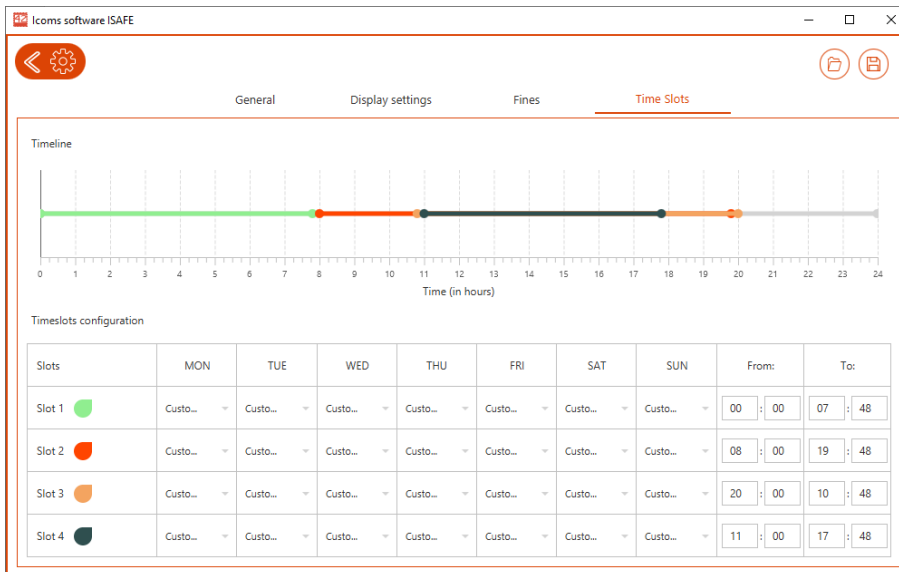 Icoms software ISAFE
General Display settings Fines Time Slots
Timeline
0 1 2 3 4 5 6 7 8 9 10 11 12 13 14 15 16 17 18 19 20 21 22 23 24
Time (in hours)
Timeslots configuration
Slots MON TUE WED THU FRI SAT SUN From: To:
Slot 1 Custo... Custo... Custo... Custo... Custo... Custo... Custo... 00 : 00 07 : 48
Slot 2 Custo... Custo... Custo... Custo... Custo... Custo... Custo... 08 : 00 19 : 48
Slot 3 Custo... Custo... Custo... Custo... Custo... Custo... Custo... 20 : 00 10 : 48
Slot 4 Custo... Custo... Custo... Custo... Custo... Custo... Custo... 11 : 00 17 : 48